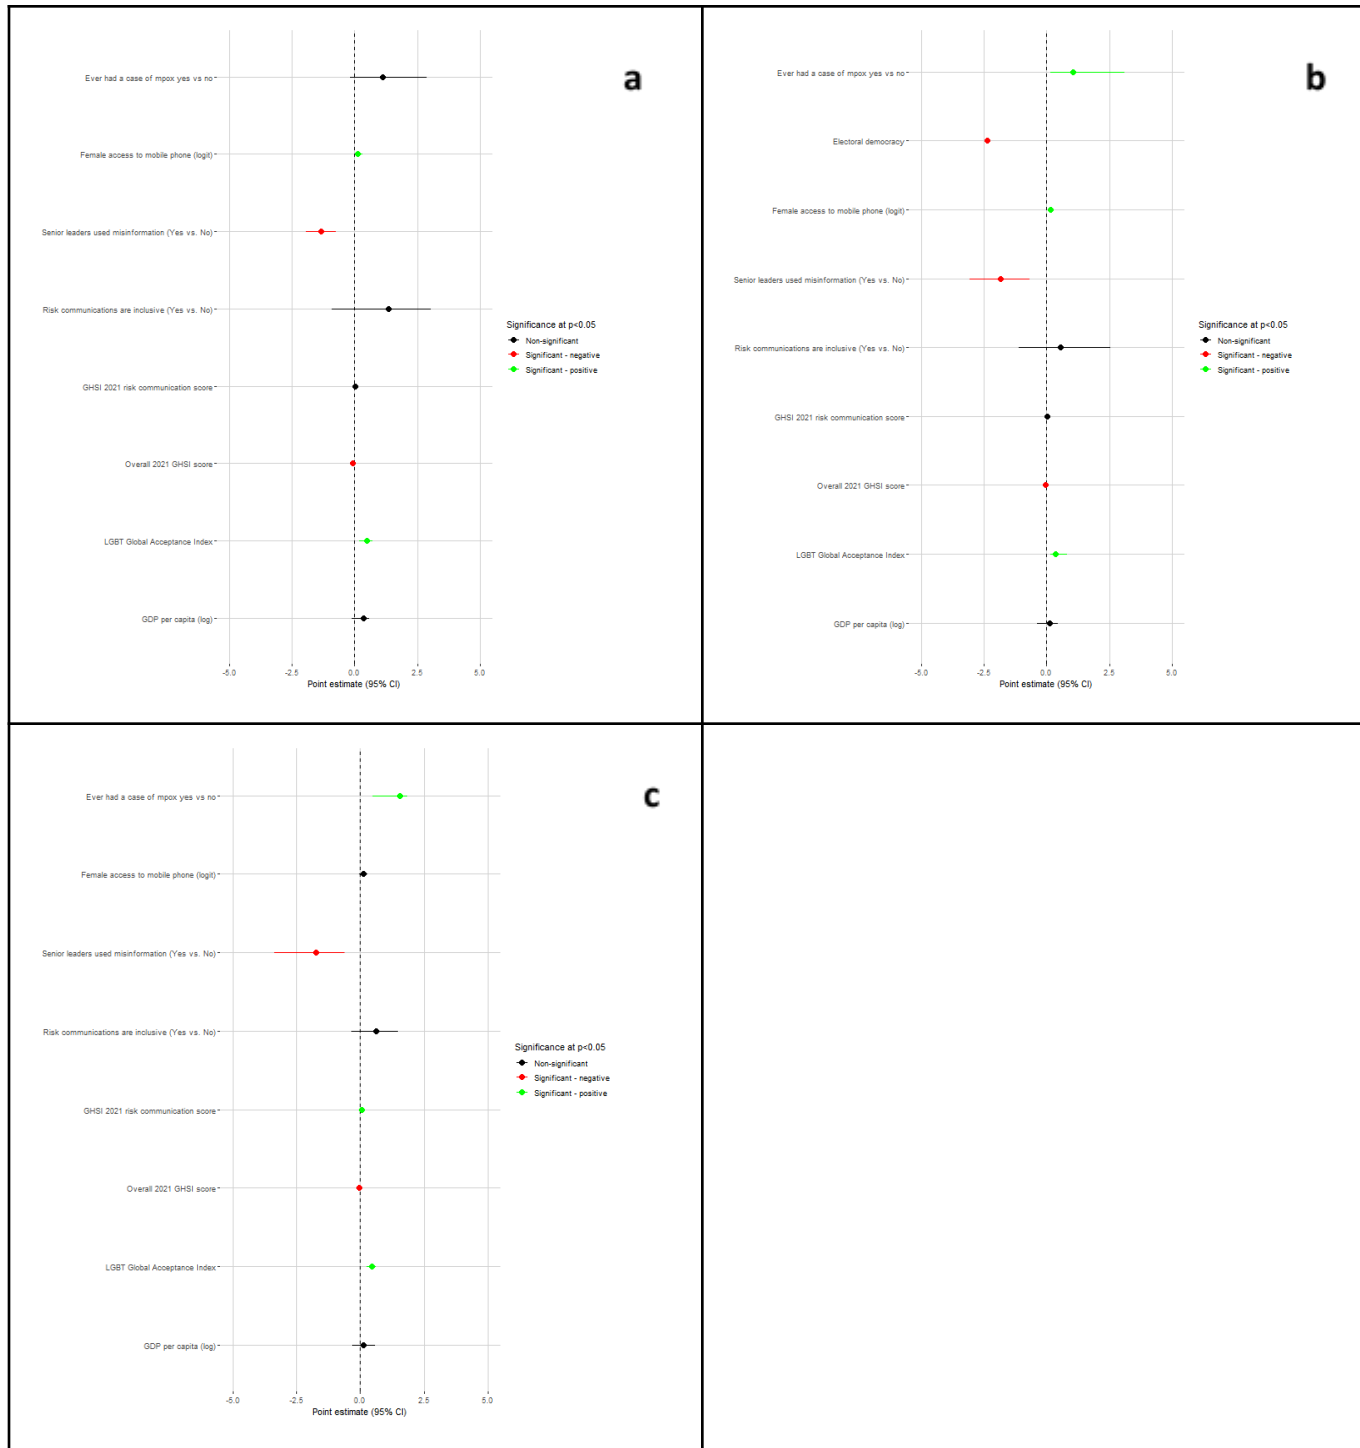 a
Ever had a case of mpox yes vs no
Female access to mobile phone (logit)
Senior leaders used misinformation (Yes vs. No)
Risk communications are inclusive (Yes vs. No)
GHSI 2021 risk communication score
Overall 2021 GHSI score
LGBT Global Acceptance Index
GDP per capita (log)
-5.0 -2.5 0.0 2.5 5.0
Point estimate (95% CI)
Significance at p<0.05
Non-significant
Significant - negative
Significant - positive
b
Ever had a case of mpox yes vs no
Electoral democracy
Female access to mobile phone (logit)
Senior leaders used misinformation (Yes vs. No)
Risk communications are inclusive (Yes vs. No)
GHSI 2021 risk communication score
Overall 2021 GHSI score
LGBT Global Acceptance Index
GDP per capita (log)
-5.0 -2.5 0.0 2.5 5.0
Point estimate (95% CI)
Significance at p<0.05
Non-significant
Significant - negative
Significant - positive
c
Ever had a case of mpox yes vs no
Female access to mobile phone (logit)
Senior leaders used misinformation (Yes vs. No)
Risk communications are inclusive (Yes vs. No)
GHSI 2021 risk communication score
Overall 2021 GHSI score
LGBT Global Acceptance Index
GDP per capita (log)
-5.0 -2.5 0.0 2.5 5.0
Point estimate (95% CI)
Significance at p<0.05
Non-significant
Significant - negative
Significant - positive